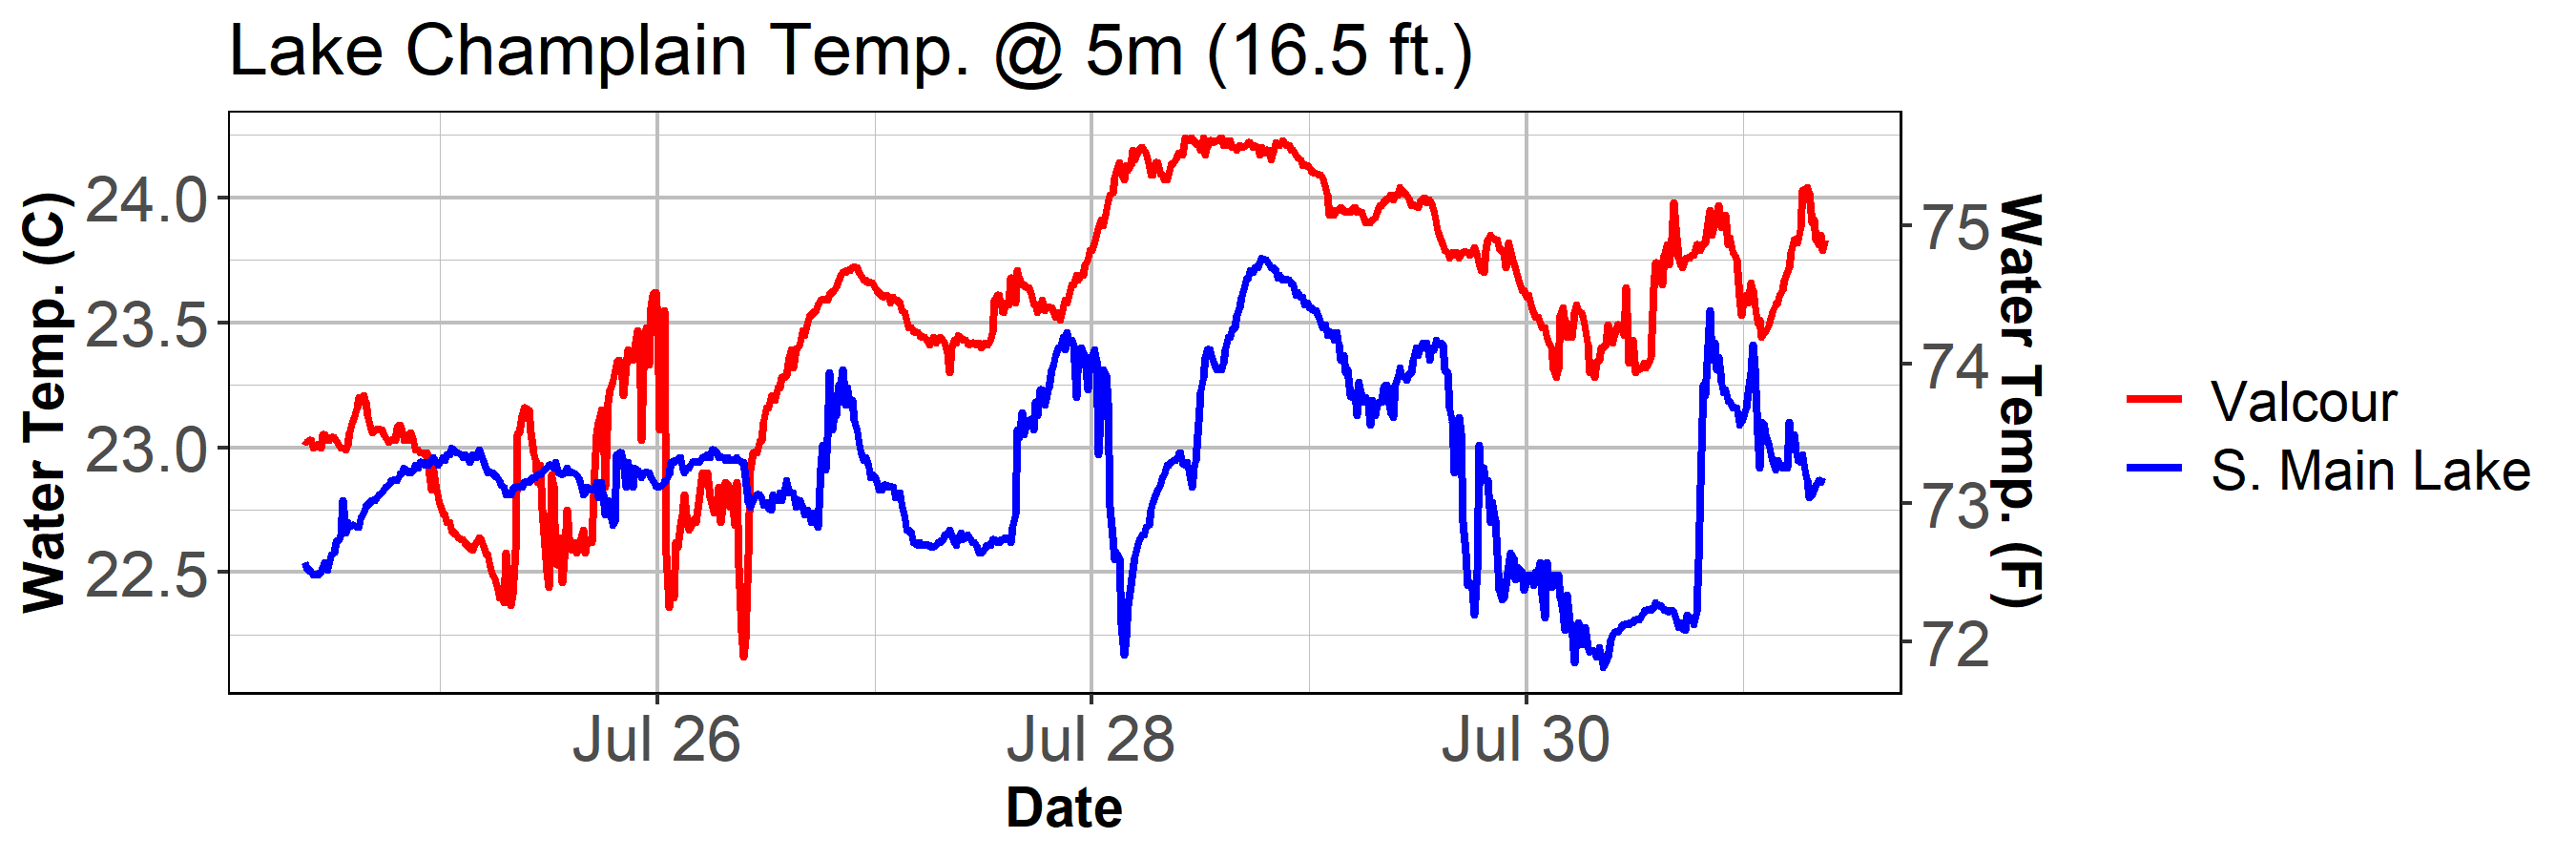 Lake Champlain Temp. @ 5m (16.5 ft.)
Water Temp. (C)
24.0
23.5
23.0
22.5
75
74
73
72
Water Temp. (F)
Jul 26
Jul 28
Jul 30
Date
Valcour
S. Main Lake